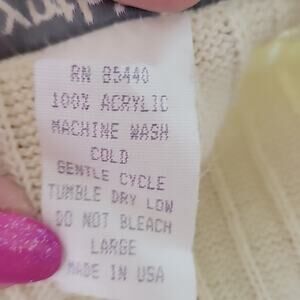 RN 85440
100% ACRYLIC
MACHINE WASH
COLD
GENTLE CYCLE
TUMBLE DRY LOW
DO NOT BLEACH
LARGE
MADE IN USA